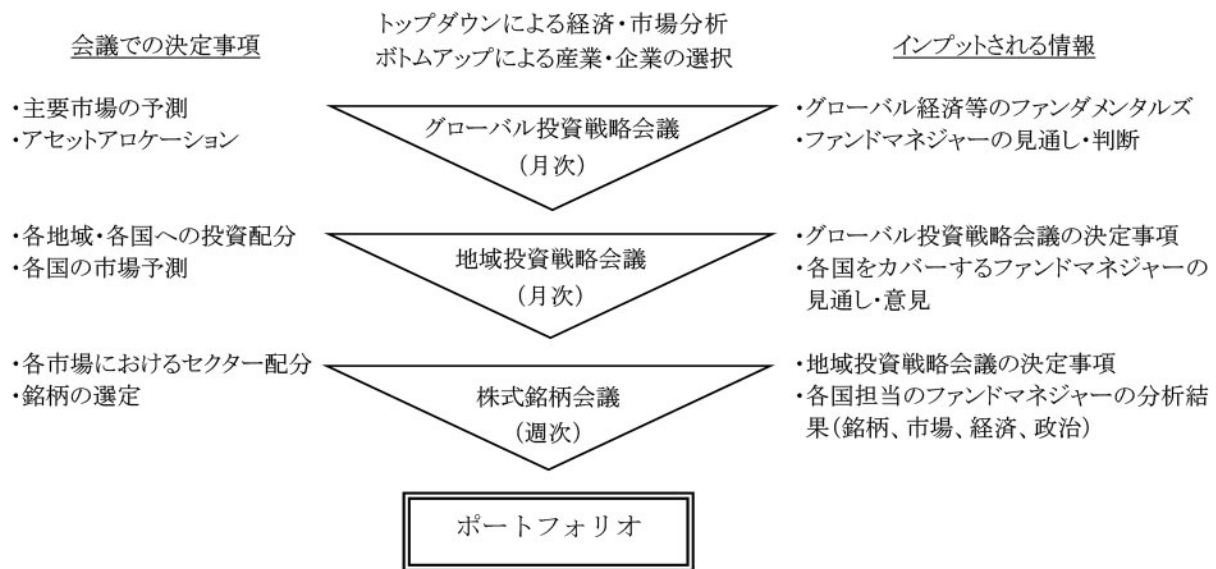 会議での決定事項
トップダウンによる経済・市場分析
ボトムアップによる産業・企業の選択
インプットされる情報
・主要市場の予測
・アセットアロケーション
グローバル投資戦略会議
(月次)
・グローバル経済等のファンダメンタルズ
・ファンドマネジャーの見通し・判断
・各地域・各国への投資配分
・各国の市場予測
地域投資戦略会議
(月次)
・グローバル投資戦略会議の決定事項
・各国をカバーするファンドマネジャーの
見通し・意見
・各市場におけるセクター配分
・銘柄の選定
株式銘柄会議
(週次)
・地域投資戦略会議の決定事項
・各国担当のファンドマネジャーの分析結
果(銘柄、市場、経済、政治)
ポートフォリオ